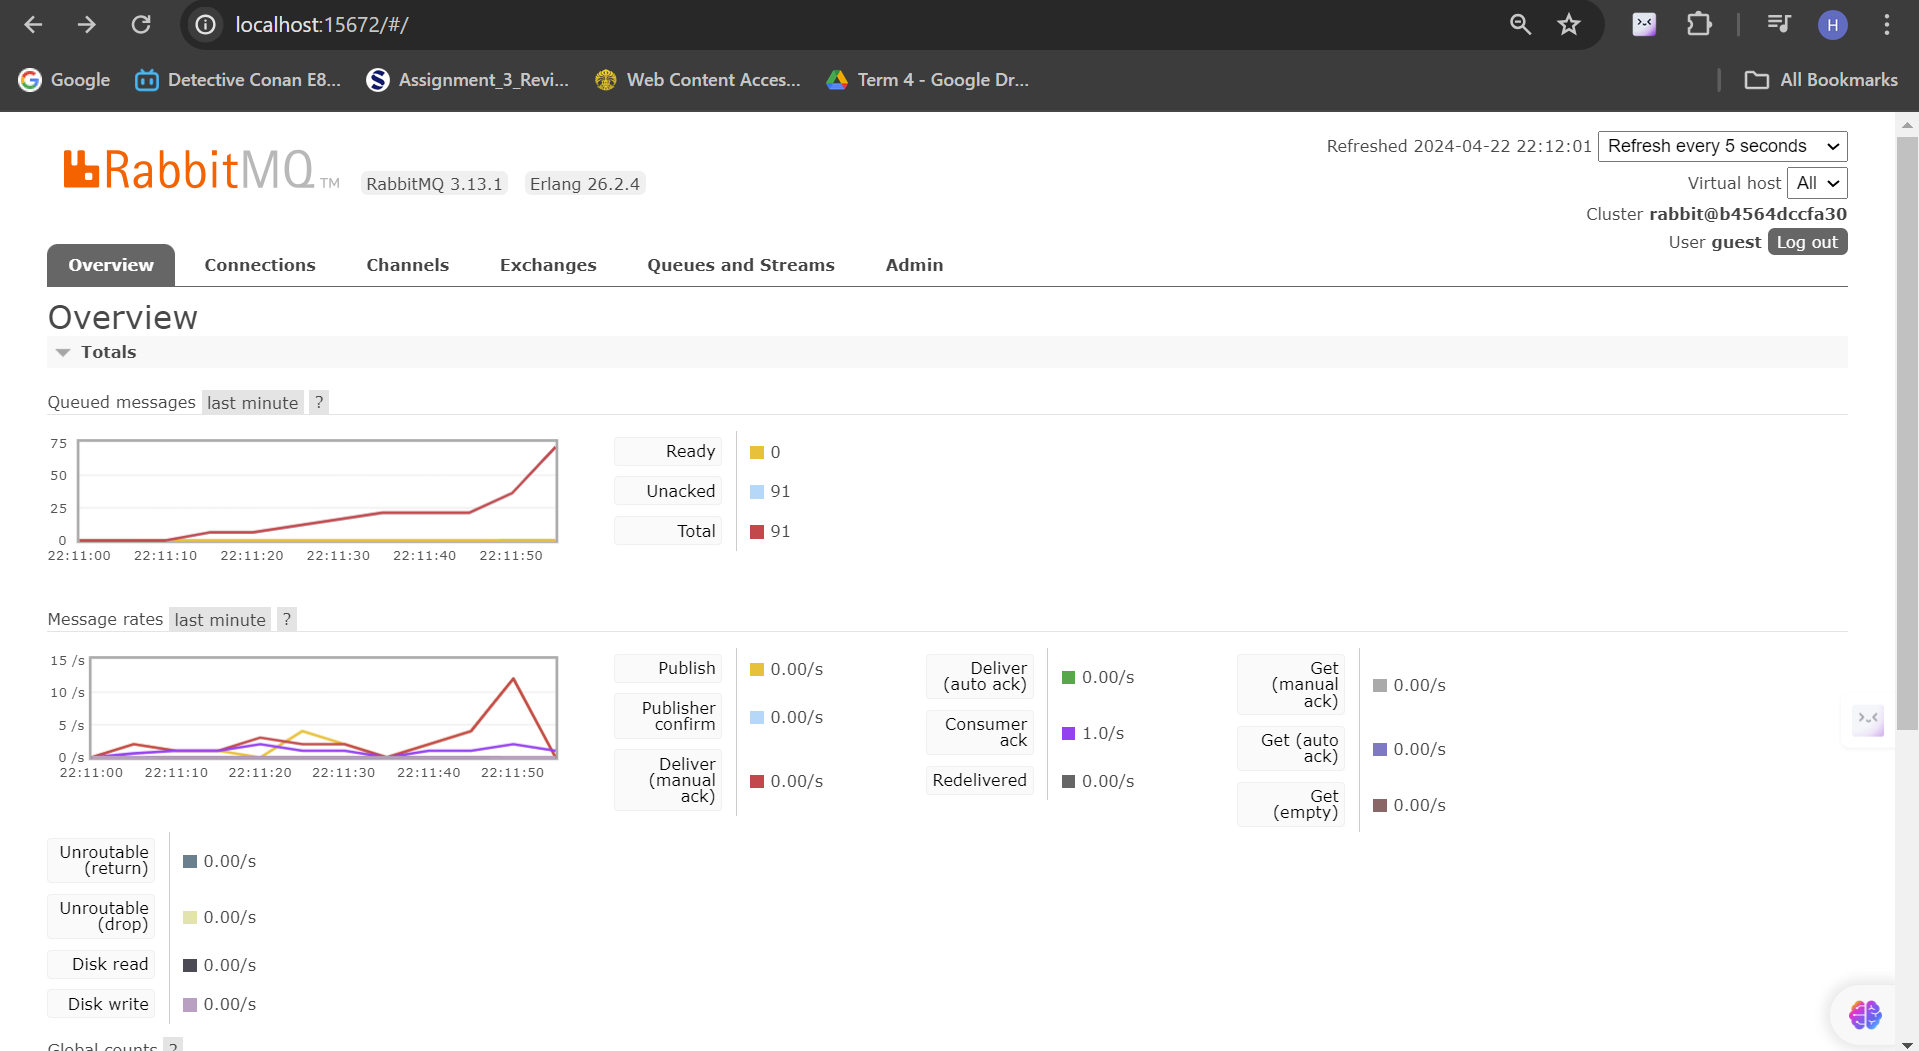 localhost:15672/#/
H
Google
Detective Conan E8...
Assignment_3_Revi...
Web Content Acces...
Term 4 - Google Dr...
All Bookmarks
RabbitMQ TM
RabbitMQ 3.13.1
Erlang 26.2.4
Refreshed 2024-04-22 22:12:01
Refresh every 5 seconds
Virtual host
All
Cluster rabbit@b4564dccfa30
User guest
Log out
Overview
Connections
Channels
Exchanges
Queues and Streams
Admin
Overview
Totals
Queued messages last minute ?
75
50
25
0
22:11:00 22:11:10 22:11:20 22:11:30 22:11:40 22:11:50
Ready 0
Unacked 91
Total 91
Message rates last minute ?
15 /s
10 /s
5 /s
0 /s
22:11:00 22:11:10 22:11:20 22:11:30 22:11:40 22:11:50
Publish 0.00/s
Publisher
confirm 0.00/s
Deliver
(manual
ack) 0.00/s
Deliver
(auto ack) 0.00/s
Consumer
ack 1.0/s
Redelivered 0.00/s
Get
(manual
ack) 0.00/s
Get (auto
ack) 0.00/s
Get
(empty) 0.00/s
Unroutable
(return) 0.00/s
Unroutable
(drop) 0.00/s
Disk read 0.00/s
Disk write 0.00/s
Global counts ?